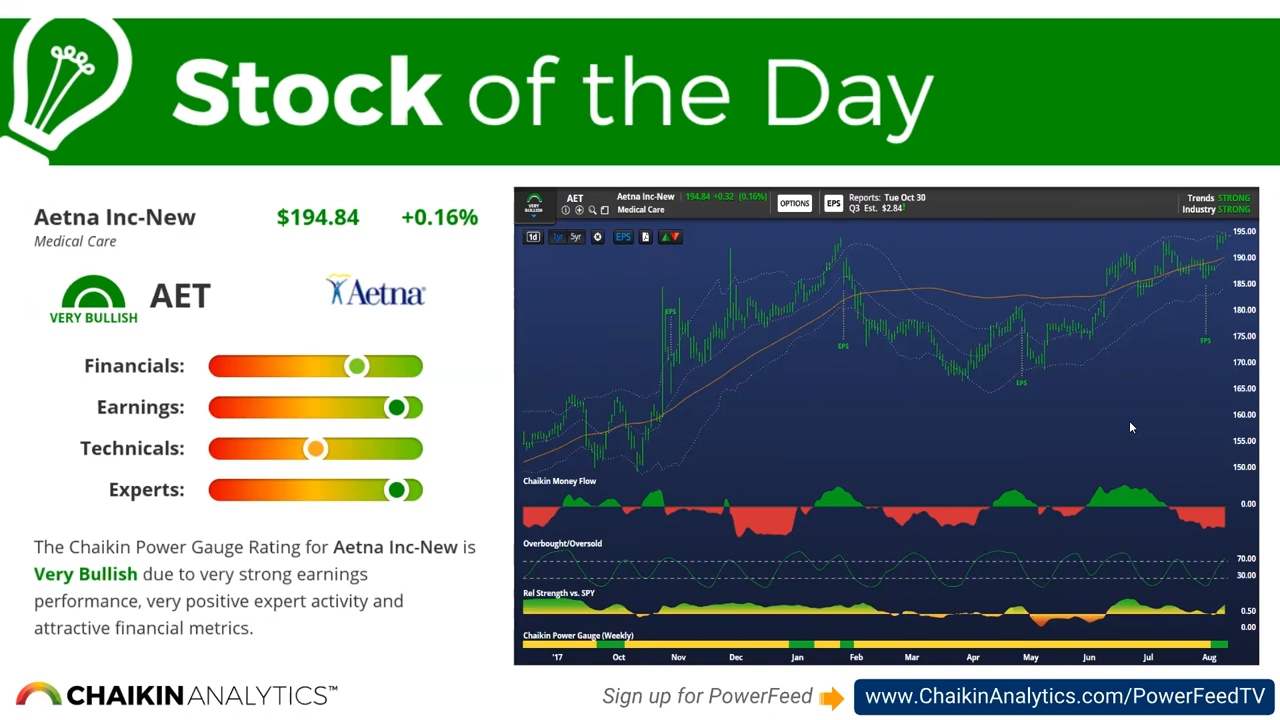 Stock of the Day
Aetna Inc-New $194.84 +0.16%
Medical Care
VERY BULLISH
AET
Aetna
Financials:
Earnings:
Technicals:
Experts:
The Chaikin Power Gauge Rating for Aetna Inc-New is
Very Bullish due to very strong earnings
performance, very positive expert activity and
attractive financial metrics.
VERY
BULLISH
AET
Aetna Inc-New 194.84 +0.32 (0.16%)
Medical Care
OPTIONS
EPS
Reports: Tue Oct 30
Q3 Est. $2.84
Trends STRONG
Industry STRONG
1d 1yr 5yr EPS
195.00
190.00
185.00
180.00
175.00
170.00
165.00
160.00
155.00
150.00
EPS
EPS
EPS
EPS
Chaikin Money Flow
0.00
Overbought/Oversold
70.00
30.00
Rel Strength vs. SPY
0.50
0.00
Chaikin Power Gauge (Weekly)
'17 Oct Nov Dec Jan Feb Mar Apr May Jun Jul Aug
CHAIKIN ANALYTICS™
Sign up for PowerFeed
www.ChaikinAnalytics.com/PowerFeedTV